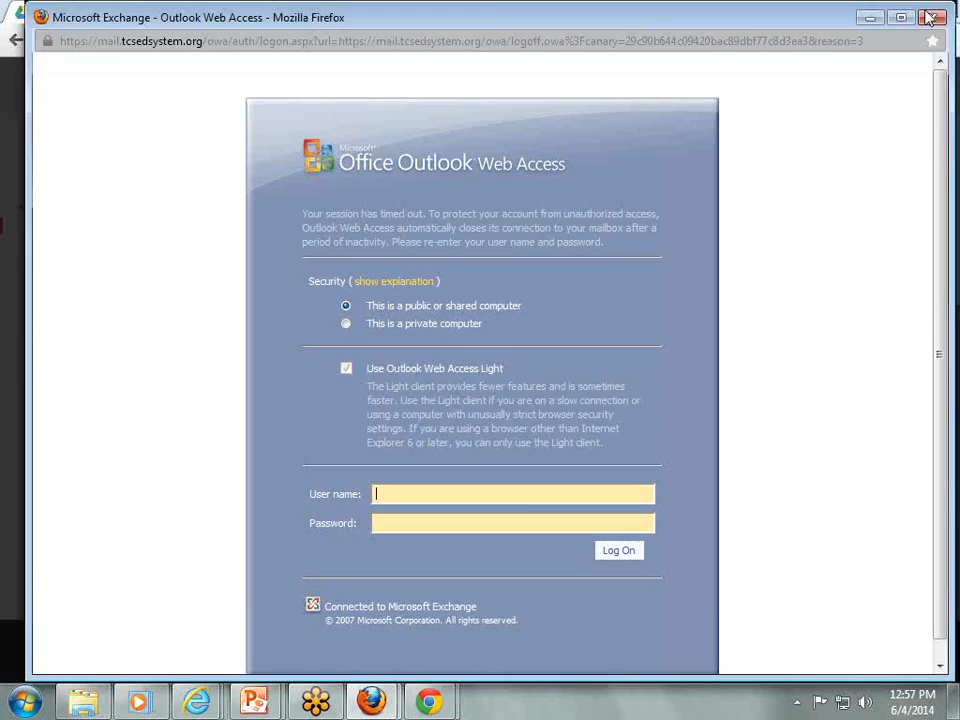 Microsoft Exchange - Outlook Web Access - Mozilla Firefox
https://mail.tcsedsystem.org/owa/auth/logon.aspx?url=https://mail.tcsedsystem.org/owa/logoff.owa%3Fcanary=29c90b644c09420bac89dbf77c8d3ea3&reason=3
Microsoft
Office Outlook Web Access
Your session has timed out. To protect your account from unauthorized access,
Outlook Web Access automatically closes its connection to your mailbox after a
period of inactivity. Please re-enter your user name and password.
Security ( show explanation )
This is a public or shared computer
This is a private computer
Use Outlook Web Access Light
The Light client provides fewer features and is sometimes
faster. Use the Light client if you are on a slow connection or
using a computer with unusually strict browser security
settings. If you are using a browser other than Internet
Explorer 6 or later, you can only use the Light client.
User name:
Password:
Log On
Connected to Microsoft Exchange
© 2007 Microsoft Corporation. All rights reserved.
12:57 PM
6/4/2014